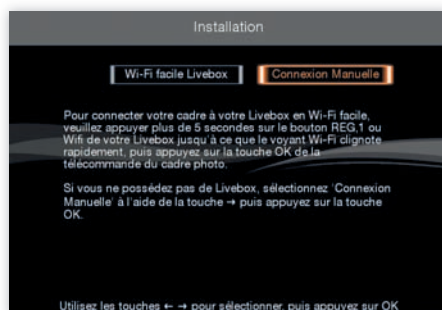 Installation
Wi-Fi facile Livebox
Connexion Manuelle
Pour connecter votre cadre à votre Livebox en Wi-Fi facile,
veuillez appuyer plus de 5 secondes sur le bouton REG,1 ou
Wifi de votre Livebox jusqu'à ce que le voyant Wi-Fi clignote
rapidement, puis appuyez sur la touche OK de la
télécommande du cadre photo.
Si vous ne possédez pas de Livebox, sélectionnez 'Connexion
Manuelle' à l'aide de la touche → puis appuyez sur la touche
OK.
Utilisez les touches ← → pour sélectionner, puis appuyez sur OK